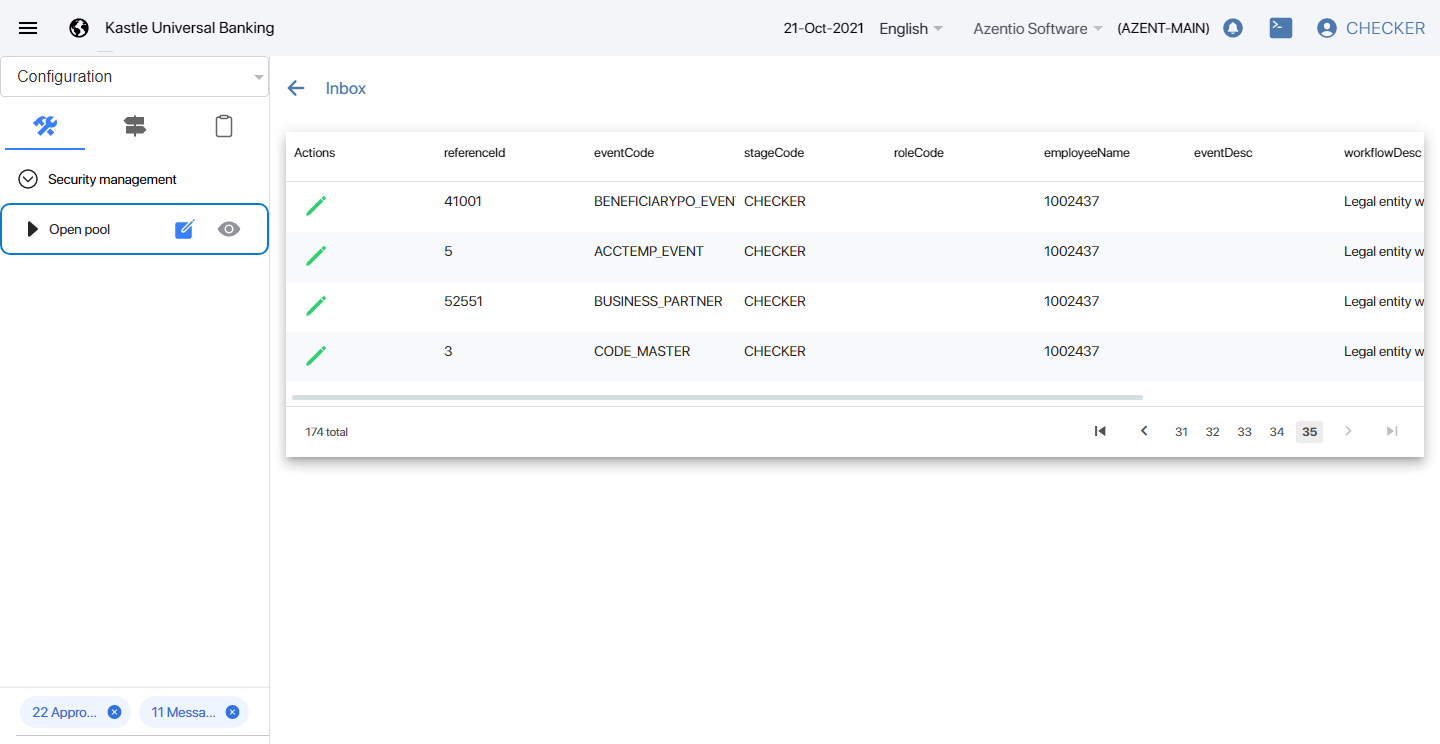 Kastle Universal Banking
21-Oct-2021 English Azentio Software (AZENT-MAIN) CHECKER
Configuration
Security management
Open pool
Inbox
Actions referenceId eventCode stageCode roleCode employeeName eventDesc workflowDesc
41001 BENEFICIARYPO_EVEN CHECKER 1002437 Legal entity w
5 ACCTEMP_EVENT CHECKER 1002437 Legal entity w
52551 BUSINESS_PARTNER CHECKER 1002437 Legal entity w
3 CODE_MASTER CHECKER 1002437 Legal entity w
174 total 31 32 33 34 35
22 Appro... 11 Messa...